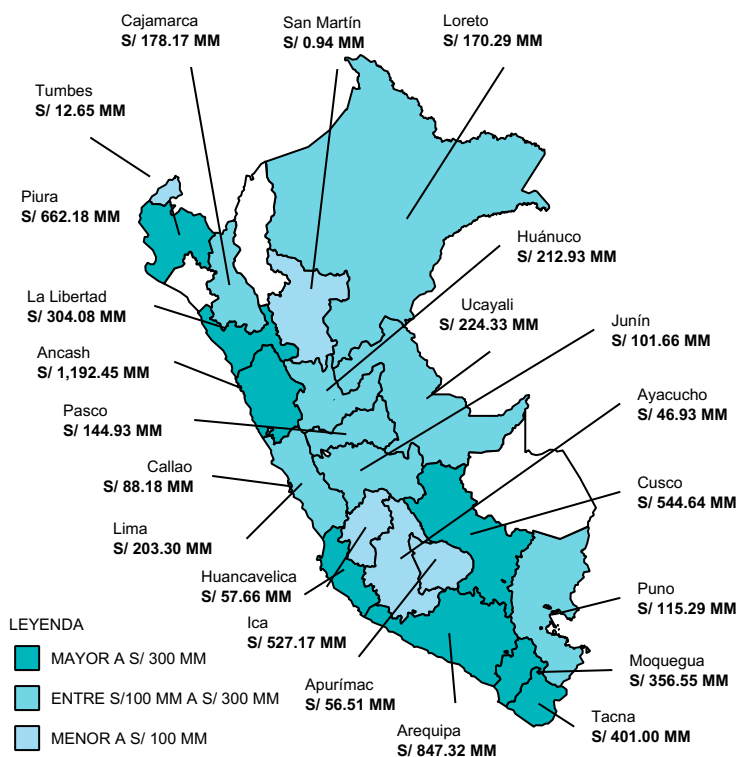 Cajamarca
S/ 178.17 MM
San Martín
S/ 0.94 MM
Loreto
S/ 170.29 MM
Tumbes
S/ 12.65 MM
Piura
S/ 662.18 MM
Huánuco
S/ 212.93 MM
La Libertad
S/ 304.08 MM
Ucayali
S/ 224.33 MM
Junín
S/ 101.66 MM
Ancash
S/ 1,192.45 MM
Ayacucho
S/ 46.93 MM
Pasco
S/ 144.93 MM
Callao
S/ 88.18 MM
Cusco
S/ 544.64 MM
Lima
S/ 203.30 MM
Huancavelica
S/ 57.66 MM
Puno
S/ 115.29 MM
Ica
S/ 527.17 MM
Moquegua
S/ 356.55 MM
Apurímac
S/ 56.51 MM
Tacna
S/ 401.00 MM
Arequipa
S/ 847.32 MM
LEYENDA
MAYOR A S/ 300 MM
ENTRE S/100 MM A S/ 300 MM
MENOR A S/ 100 MM